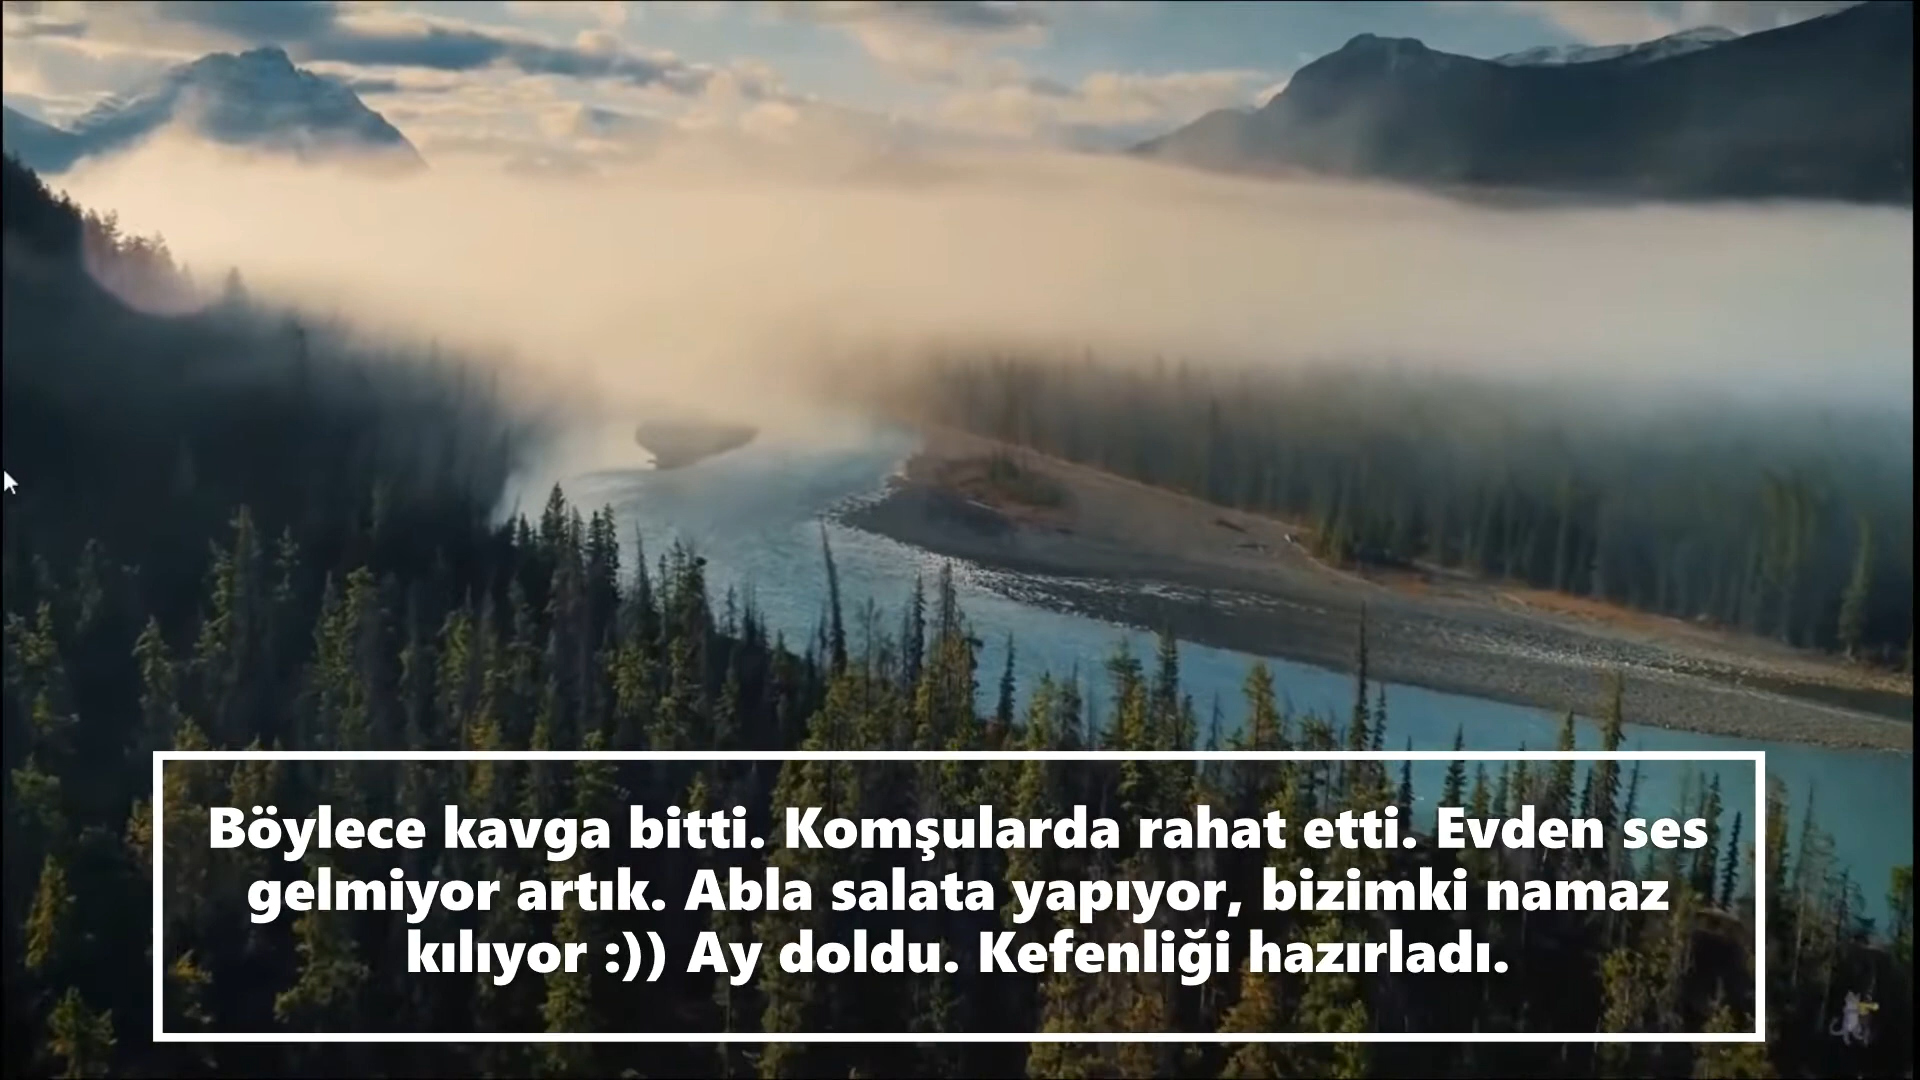 Böylece kavga bitti. Komşularda rahat etti. Evden ses
gelmiyor artık. Abla salata yapıyor, bizimki namaz
kılıyor :)) Ay doldu. Kefenliği hazırladı.